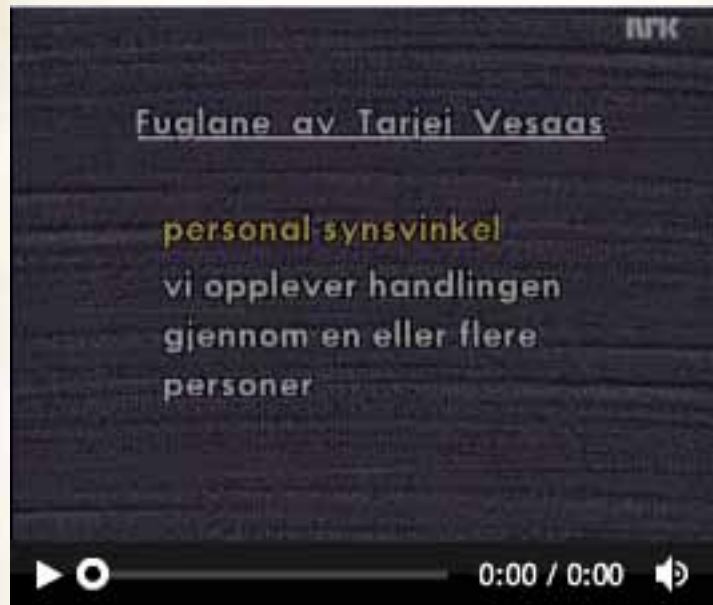 NRK
Fuglane av Tarjei Vesaas
personal synsvinkel
vi opplever handlingen
gjennom en eller flere
personer
0:00 / 0:00